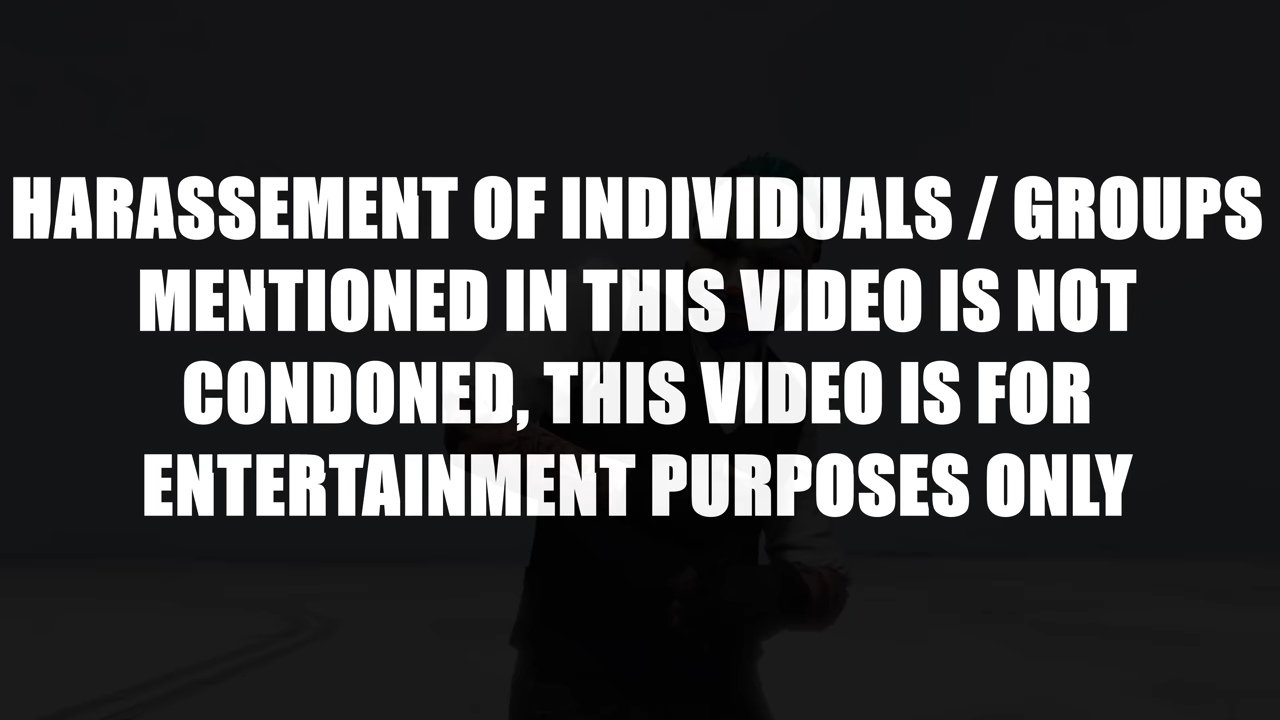 HARASSEMENT OF INDIVIDUALS / GROUPS
MENTIONED IN THIS VIDEO IS NOT
CONDONED, THIS VIDEO IS FOR
ENTERTAINMENT PURPOSES ONLY